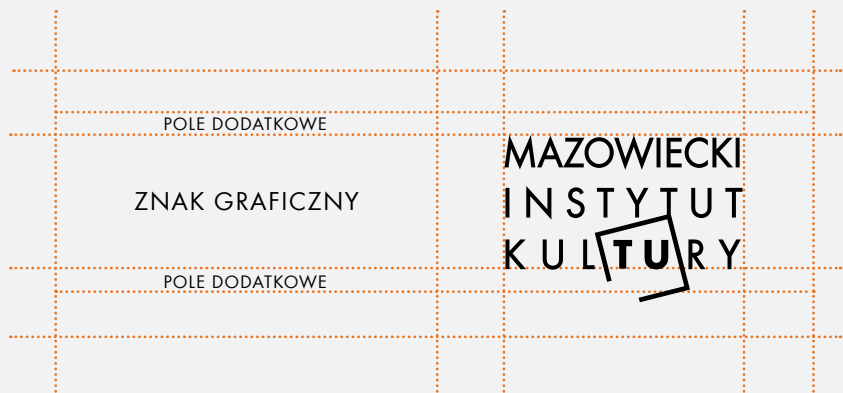 POLE DODATKOWE
ZNAK GRAFICZNY
POLE DODATKOWE
MAZOWIECKI
INSTYTUT
KULTURY